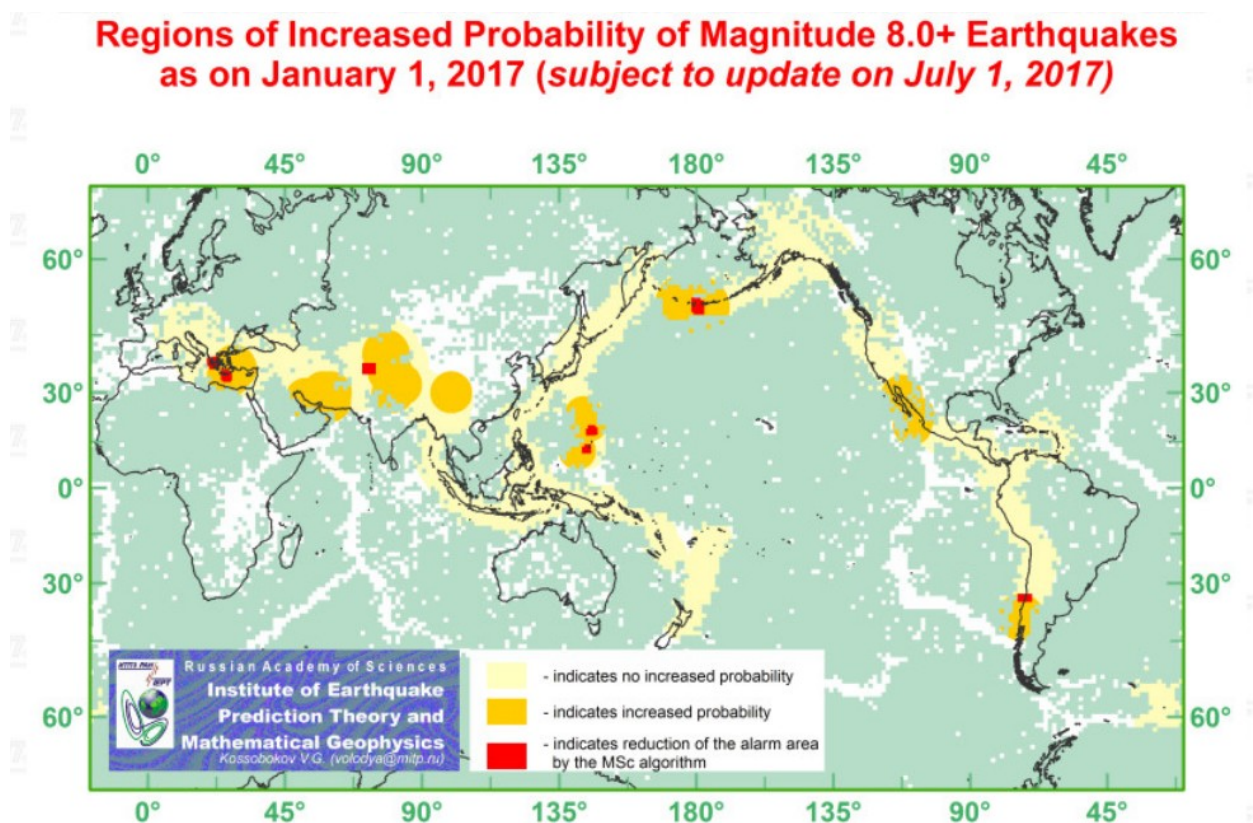 Regions of Increased Probability of Magnitude 8.0+ Earthquakes
as on January 1, 2017 (subject to update on July 1, 2017)
0° 45° 90° 135° 180° 135° 90° 45°
60° 60°
30° 30°
0° 0°
30° 30°
60° 60°
Russian Academy of Sciences
Institute of Earthquake
Prediction Theory and
Mathematical Geophysics
Kossobokov V.G. (volodya@mitp.ru)
- indicates no increased probability
- indicates increased probability
- indicates reduction of the alarm area
by the MSc algorithm
0° 45° 90° 135° 180° 135° 90° 45°